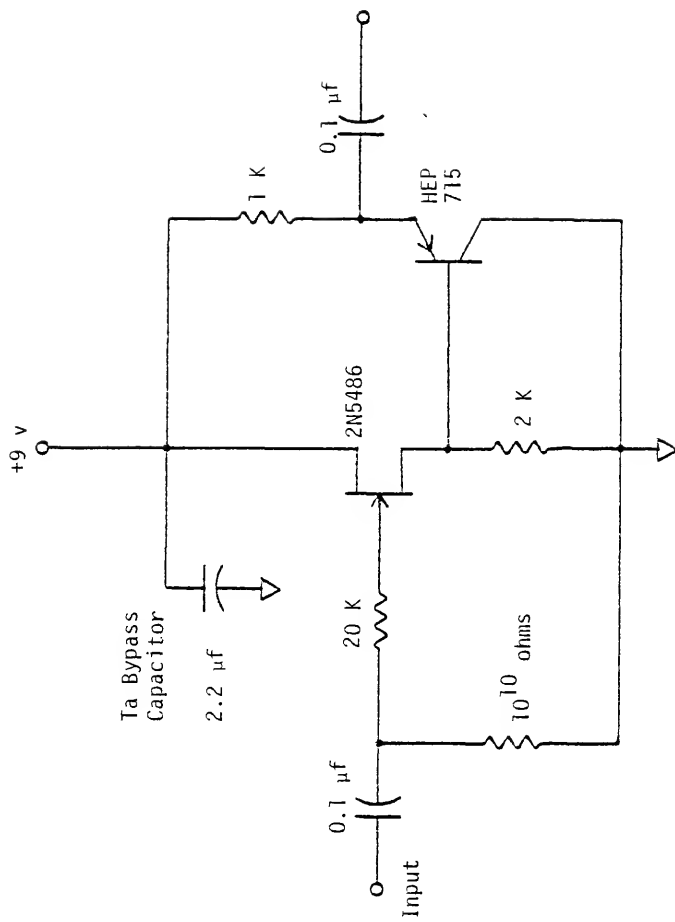 +9 v
Ta Bypass
Capacitor
2.2 µf
1 K
0.1 µf
2N5486
HEP
715
20 K
2 K
0.1 µf
10^10 ohms
Input